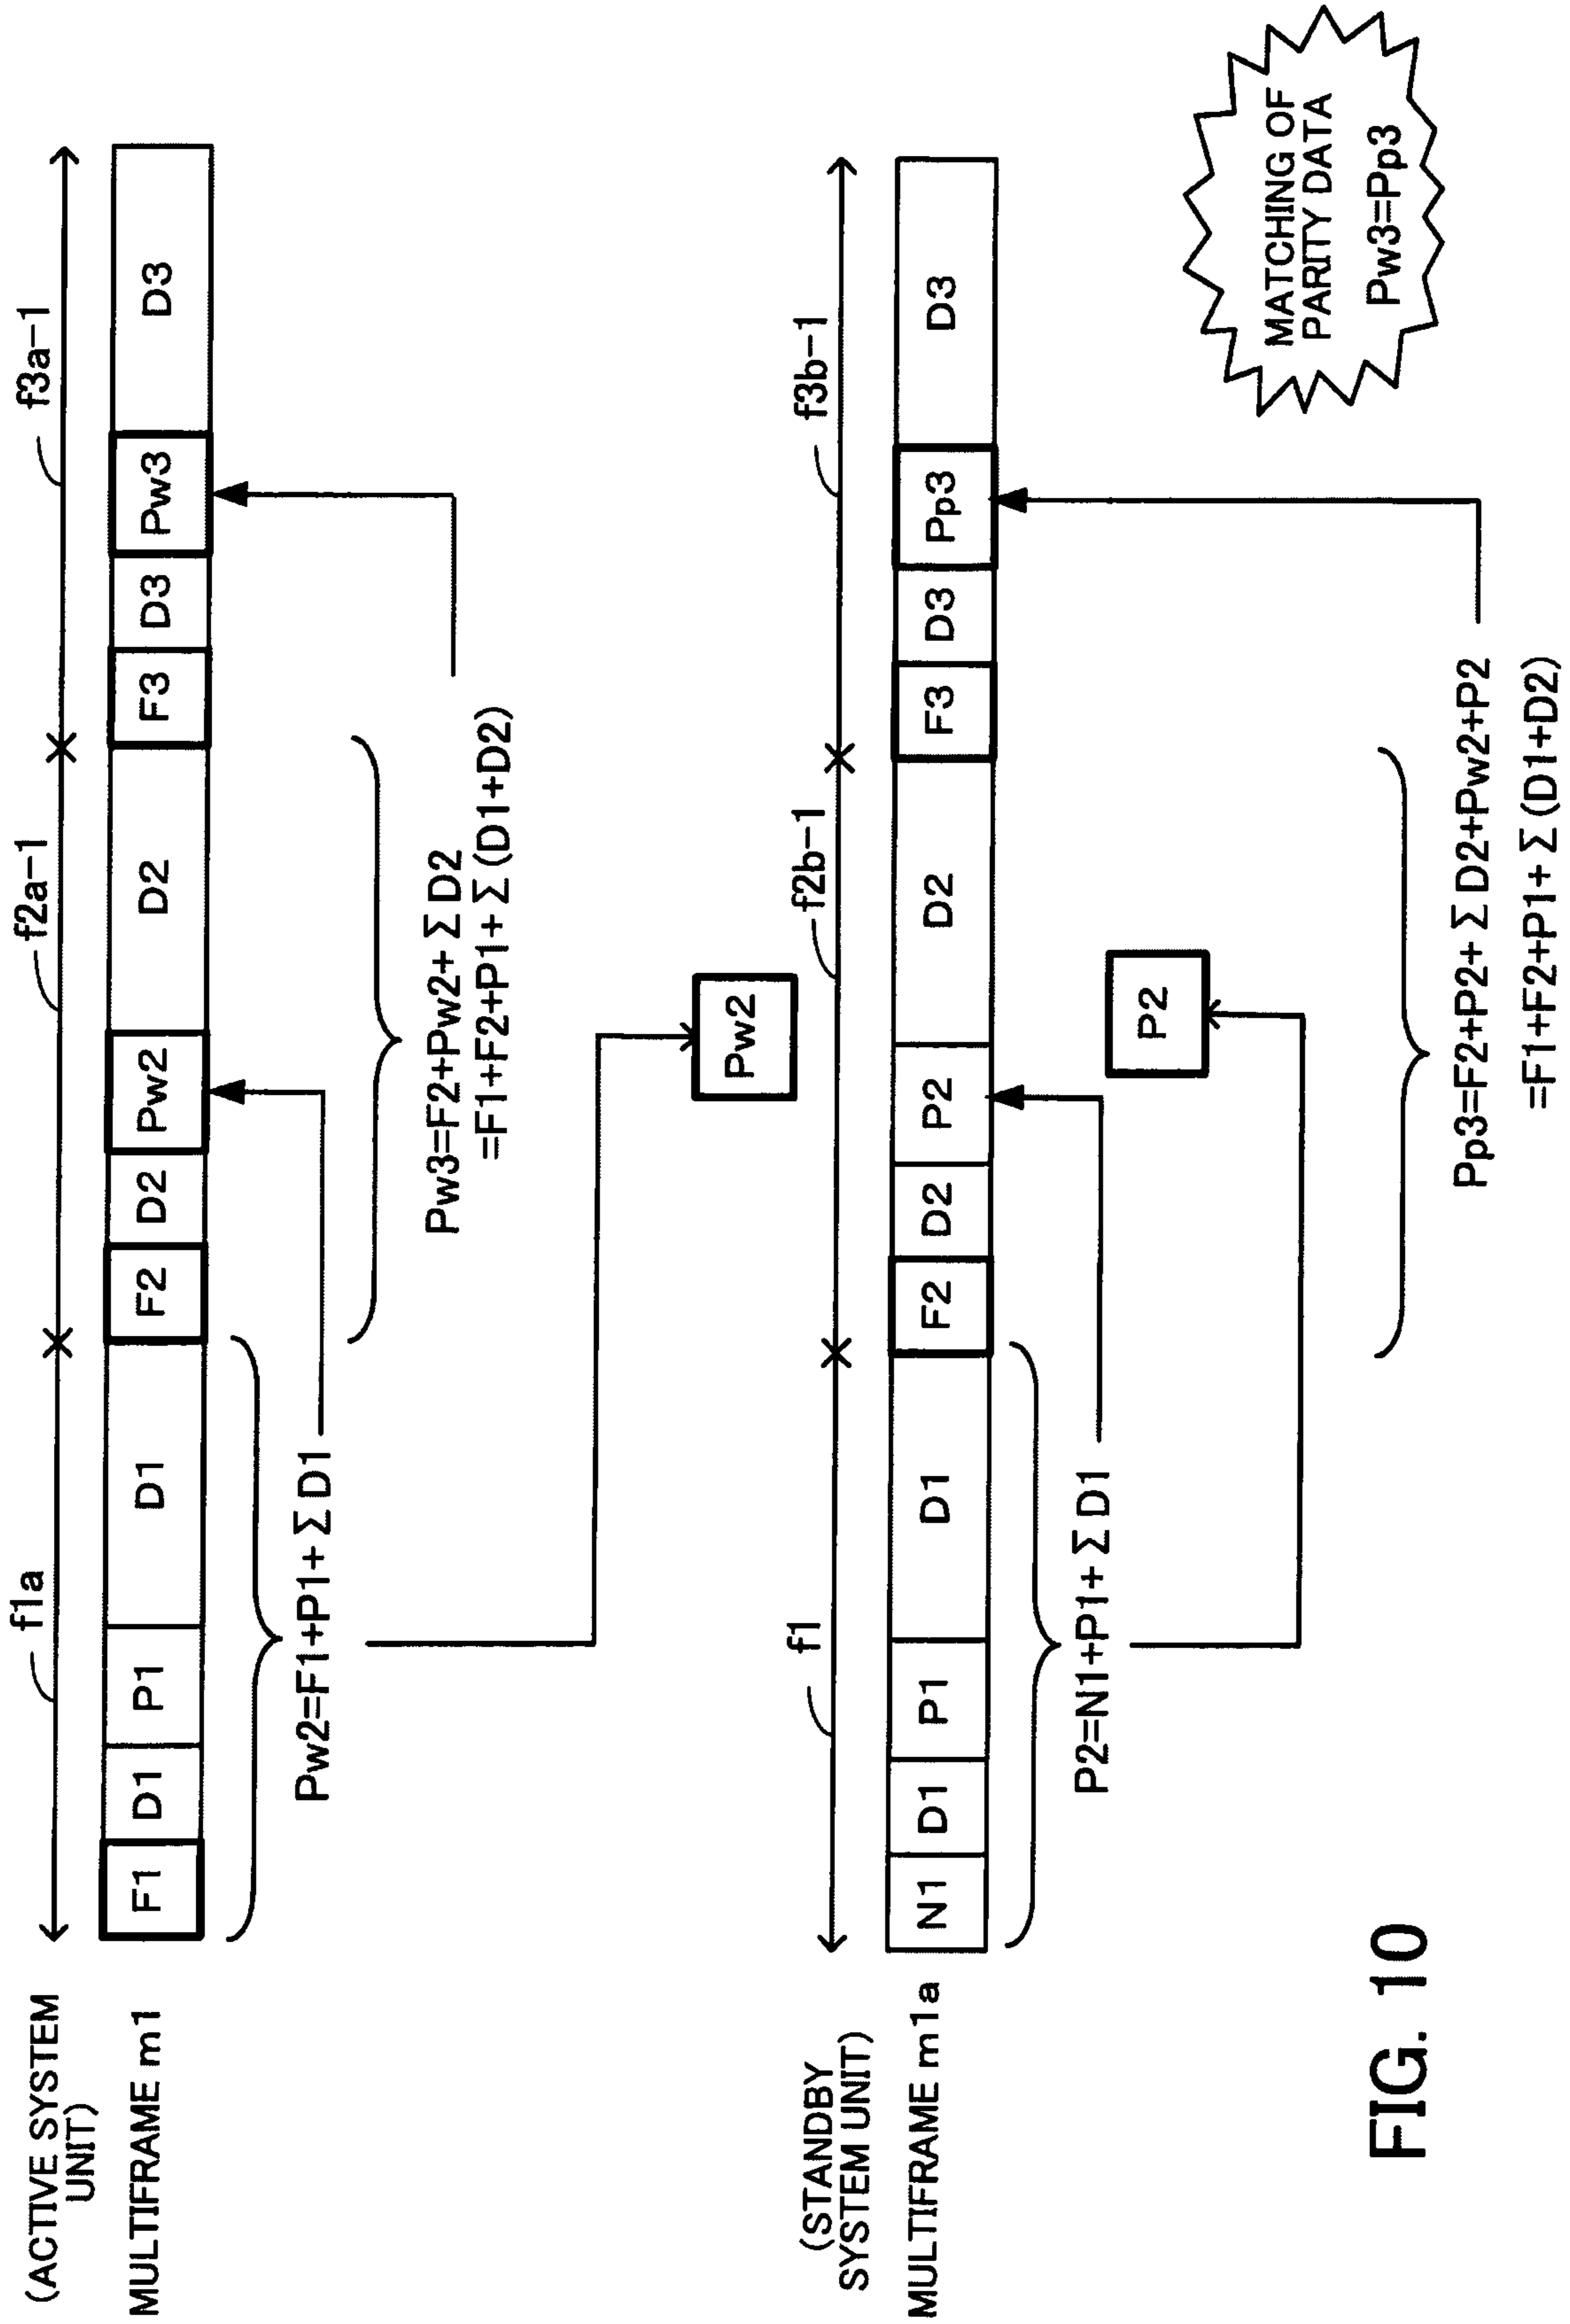 (ACTIVE SYSTEM
UNIT)
MULTIFRAME m1
f1a
f2a-1
f3a-1
F1 D1 P1 D1 F2 D2 Pw2 D2 F3 D3 Pw3 D3
Pw2=F1+P1+ΣD1
Pw3=F2+Pw2+ΣD2
=F1+F2+P1+Σ(D1+D2)
Pw2
(STANDBY
SYSTEM UNIT)
MULTIFRAME m1a
f1
f2b-1
f3b-1
N1 D1 P1 D1 F2 D2 P2 D2 F3 D3 Pp3 D3
P2=N1+P1+ΣD1
P2
Pp3=F2+P2+ΣD2+Pw2+P2
=F1+F2+P1+Σ(D1+D2)
MATCHING OF
PARITY DATA
Pw3=Pp3
FIG. 10